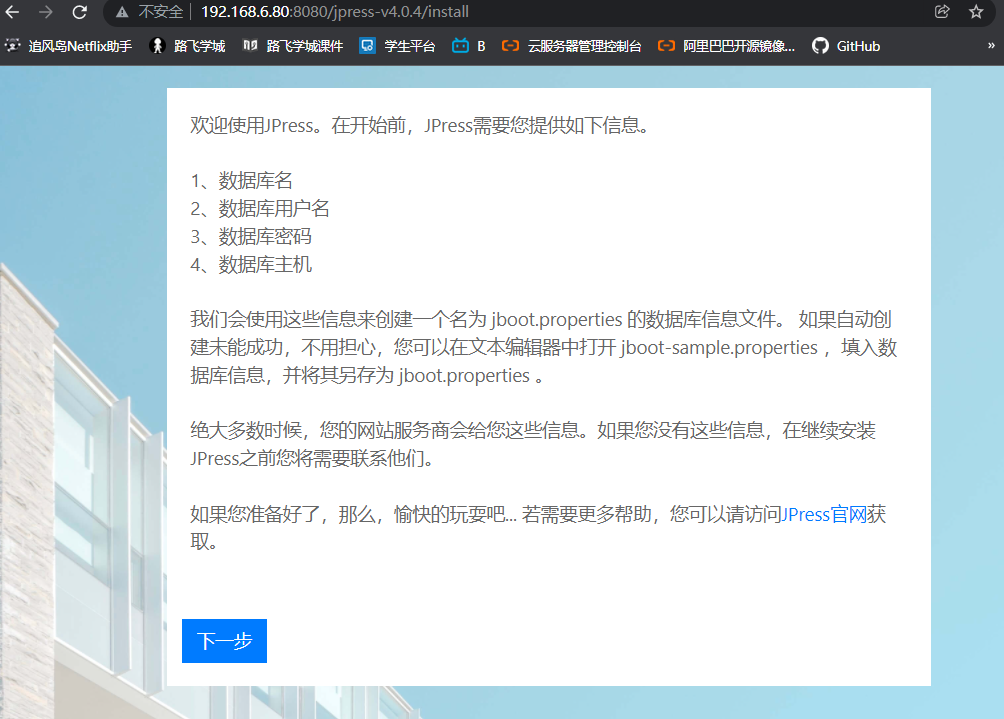 不安全 192.168.6.80:8080/jpress-v4.0.4/install
追风岛Netflix助手 路飞学城 路飞学城课件 学生平台 B 云服务器管理控制台 阿里巴巴开源镜像... GitHub »
欢迎使用JPress。在开始前，JPress需要您提供如下信息。
1、数据库名
2、数据库用户名
3、数据库密码
4、数据库主机
我们会使用这些信息来创建一个名为 jboot.properties 的数据库信息文件。 如果自动创
建未能成功，不用担心，您可以在文本编辑器中打开 jboot-sample.properties ，填入数
据库信息，并将其另存为 jboot.properties 。
绝大多数时候，您的网站服务商会给您这些信息。如果您没有这些信息，在继续安装
JPress之前您将需要联系他们。
如果您准备好了，那么，愉快的玩耍吧... 若需要更多帮助，您可以请访问JPress官网获
取。
下一步